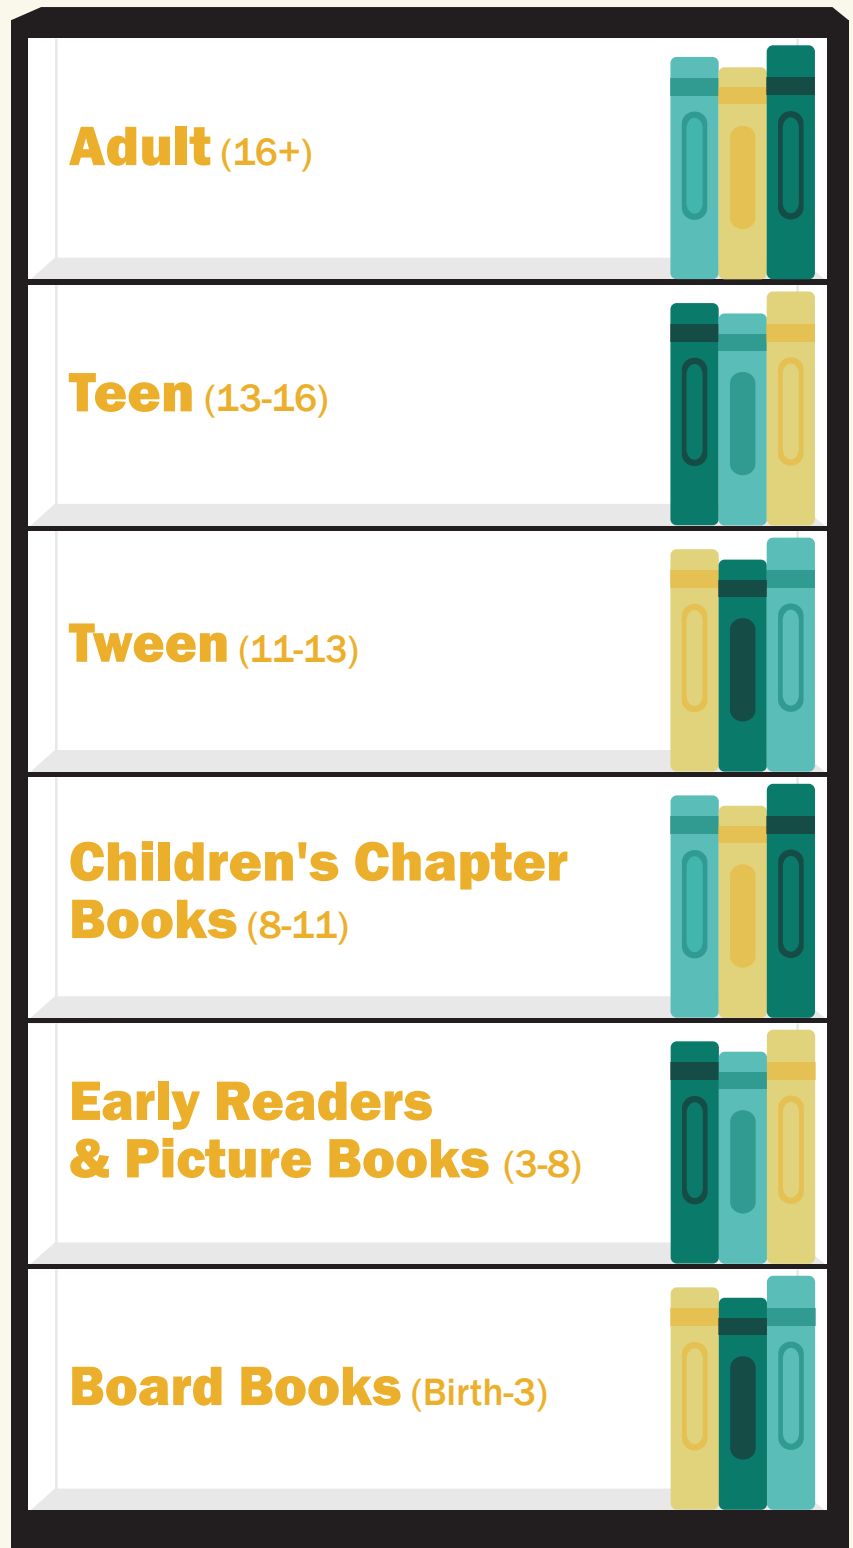 Adult (16+)
Teen (13-16)
Tween (11-13)
Children's Chapter
Books (8-11)
Early Readers
& Picture Books (3-8)
Board Books (Birth-3)